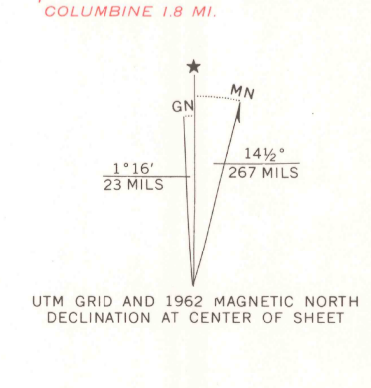 COLUMBINE 1.8 MI.
GN
MN
1°16′
23 MILS
14½°
267 MILS
UTM GRID AND 1962 MAGNETIC NORTH
DECLINATION AT CENTER OF SHEET